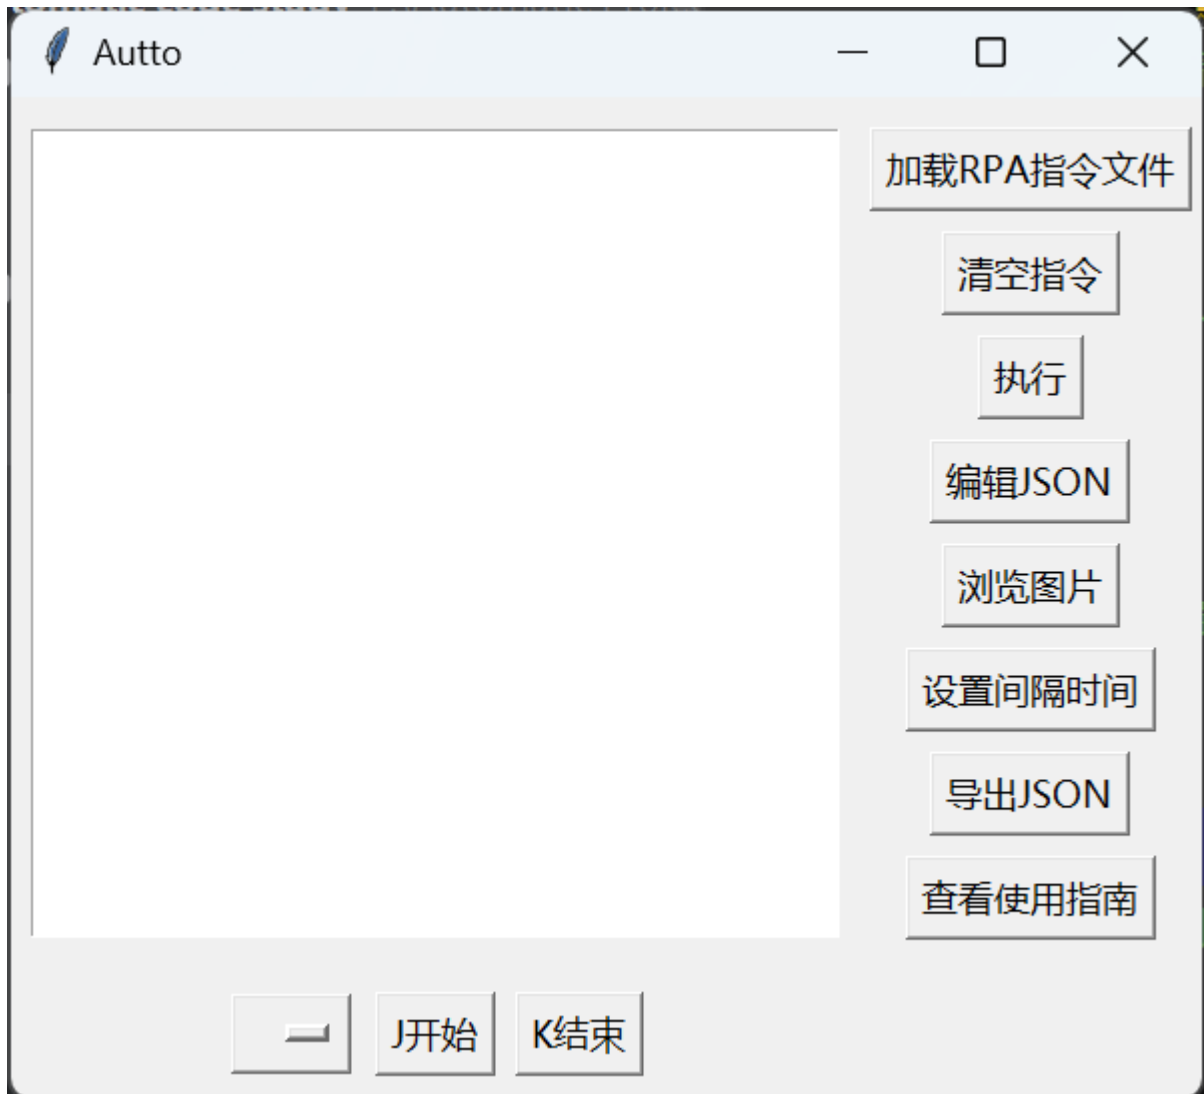 Autto
加载RPA指令文件
清空指令
执行
编辑JSON
浏览图片
设置间隔时间
导出JSON
查看使用指南
J开始
K结束